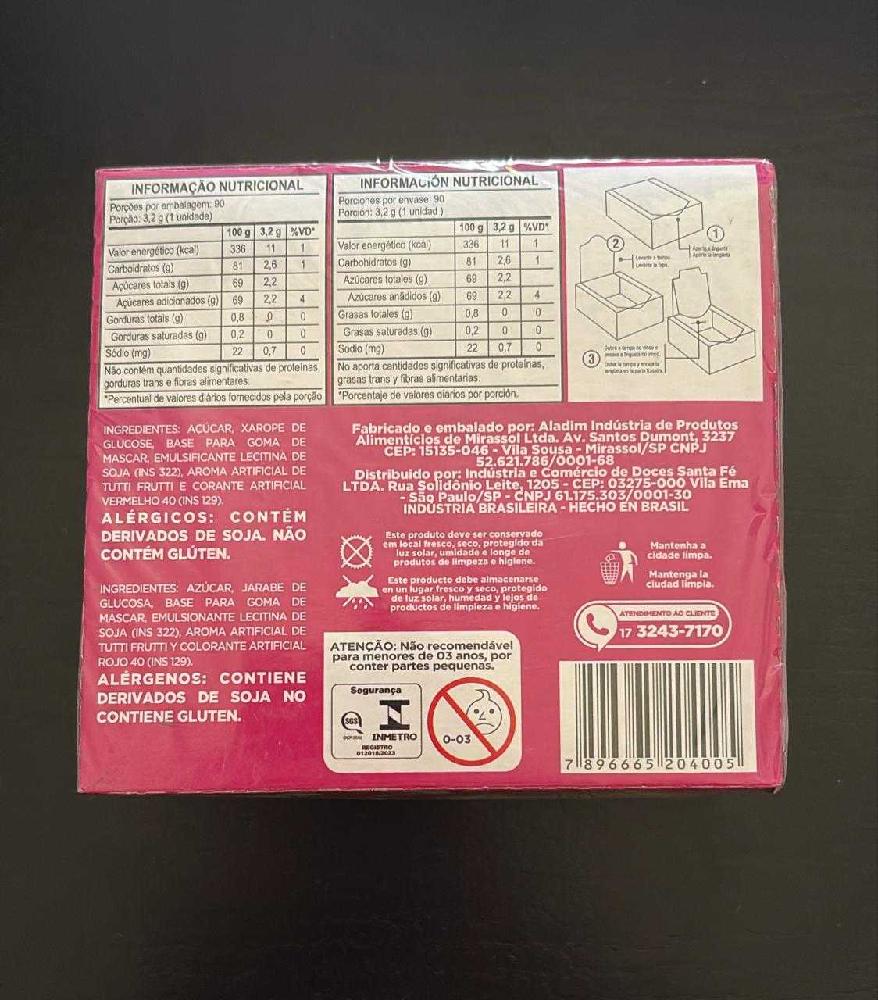 INFORMAÇÃO NUTRICIONAL
Porções por embalagem: 90
Porção: 3,2 g (1 unidade)
100 g 3,2 g %VD*
Valor energético (kcal) 336 11 1
Carboidratos (g) 81 2,6 1
Açúcares totais (g) 69 2,2
Açúcares adicionados (g) 69 2,2 4
Gorduras totais (g) 0,8 0 0
Gorduras saturadas (g) 0,2 0 0
Sódio (mg) 22 0,7 0
Não contém quantidades significativas de proteínas,
gorduras trans e fibras alimentares.
*Percentual de valores diários fornecidos pela porção
INFORMACIÓN NUTRICIONAL
Porciones por envase: 90
Porción: 3,2 g (1 unidad)
100 g 3,2 g %VD*
Valor energético (kcal) 336 11 1
Carbohidratos (g) 81 2,6 1
Azúcares totales (g) 69 2,2
Azúcares añádidos (g) 69 2,2 4
Grasas totales (g) 0,8 0 0
Grasas saturadas (g) 0,2 0 0
Sodio (mg) 22 0,7 0
No aporta cantidades significativas de proteínas,
grasas trans y fibras alimentarias.
*Porcentaje de valores diarios por porción.
1
2
3
INGREDIENTES: AÇÚCAR, XAROPE DE
GLUCOSE, BASE PARA GOMA DE
MASCAR, EMULSIFICANTE LECITINA DE
SOJA (INS 322), AROMA ARTIFICIAL DE
TUTTI FRUTTI E CORANTE ARTIFICIAL
VERMELHO 40 (INS 129).
ALÉRGICOS: CONTÉM
DERIVADOS DE SOJA. NÃO
CONTÉM GLÚTEN.
INGREDIENTES: AZÚCAR, JARABE DE
GLUCOSA, BASE PARA GOMA DE
MASCAR, EMULSIONANTE LECITINA DE
SOJA (INS 322), AROMA ARTIFICIAL DE
TUTTI FRUTTI Y COLORANTE ARTIFICIAL
ROJO 40 (INS 129).
ALÉRGENOS: CONTIENE
DERIVADOS DE SOJA NO
CONTIENE GLUTEN.
Fabricado e embalado por: Aladim Indústria de Produtos
Alimentícios de Mirassol Ltda. Av. Santos Dumont, 3237
CEP: 15135-046 - Vila Sousa - Mirassol/SP CNPJ
52.621.786/0001-68
Distribuido por: Indústria e Comércio de Doces Santa Fé
LTDA. Rua Solidônio Leite, 1205 - CEP: 03275-000 Vila Ema
- São Paulo/SP - CNPJ 61.175.303/0001-30
INDÚSTRIA BRASILEIRA - HECHO EN BRASIL
Este produto deve ser conservado
em local fresco, seco, protegido da
luz solar, umidade e longe de
produtos de limpeza e higiene.
Este producto debe almacenarse
en un lugar fresco y seco, protegido
de luz solar, humedad y lejos de
productos de limpieza e higiene.
Mantenha a
cidade limpa.
Mantenga la
ciudad limpia.
ATENDIMENTO AO CLIENTE
17 3243-7170
ATENÇÃO: Não recomendável
para menores de 03 anos, por
conter partes pequenas.
Segurança
SGS
INMETRO
REGISTRO
0-03
7 896665 204005